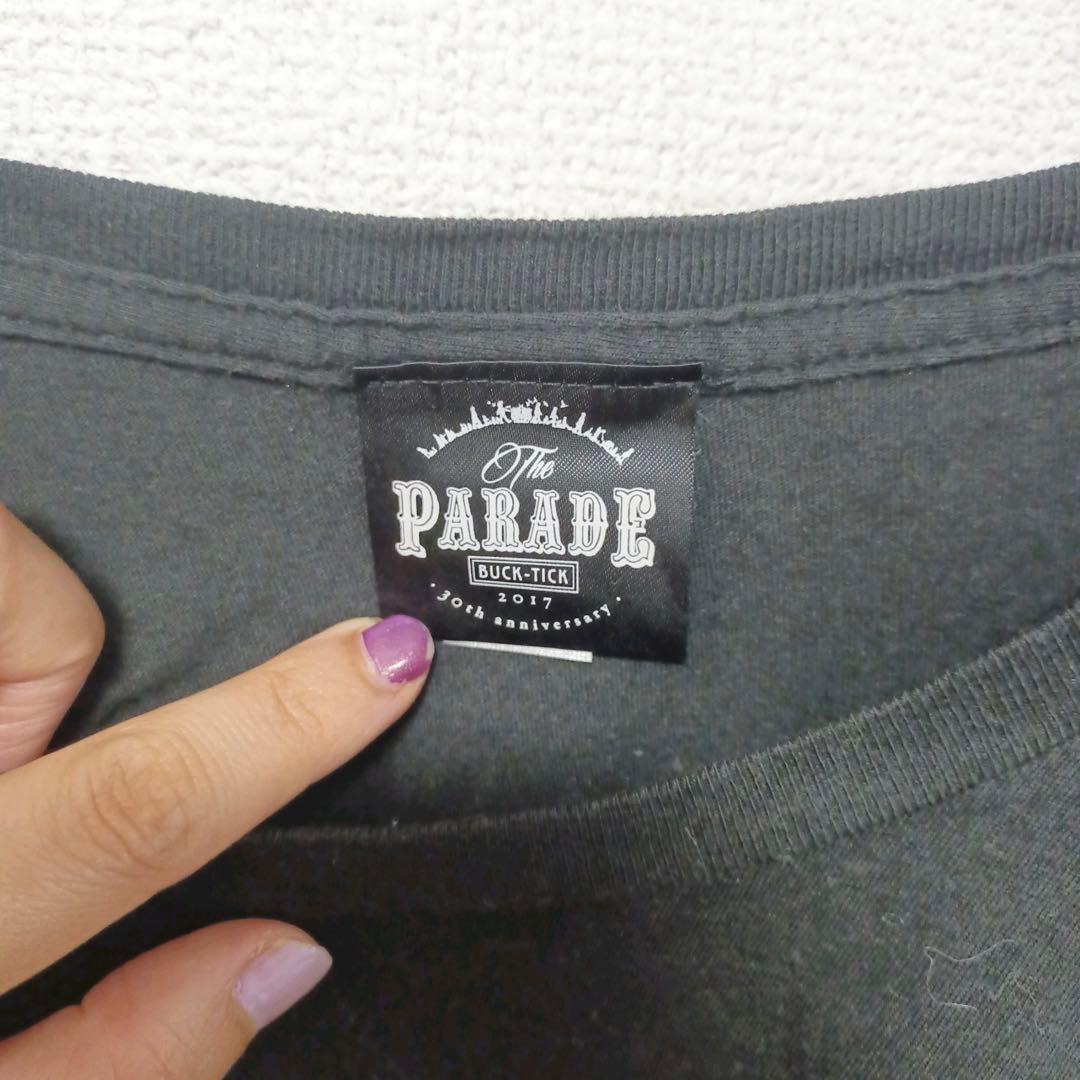 The
PARADE
BUCK-TICK
2017
• 30th anniversary •